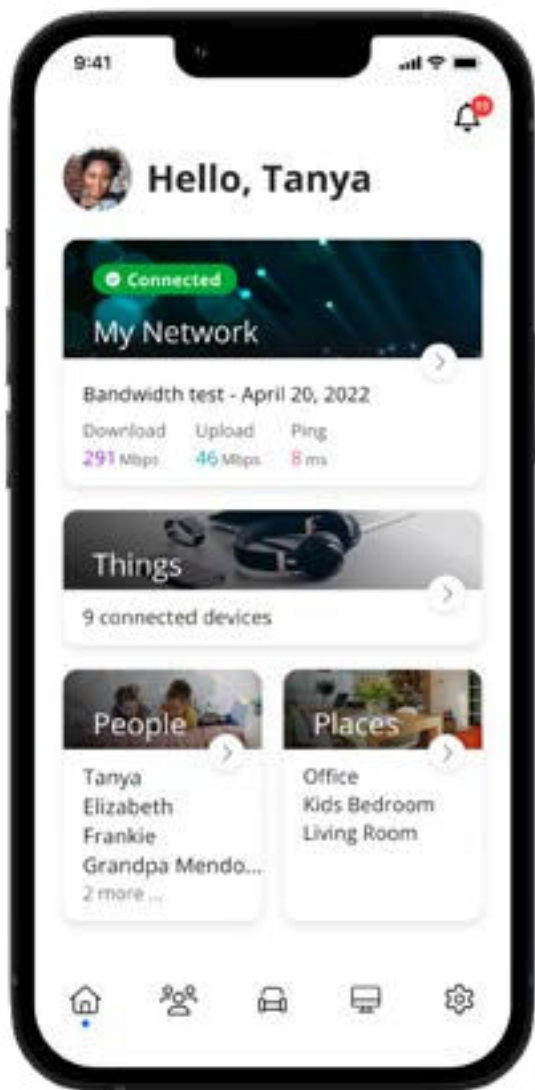 9:41
Hello, Tanya
Connected
My Network
Bandwidth test - April 20, 2022
Download Upload Ping
291 Mbps 46 Mbps 8 ms
Things
9 connected devices
People
Tanya
Elizabeth
Frankie
Grandpa Mendo...
2 more ...
Places
Office
Kids Bedroom
Living Room